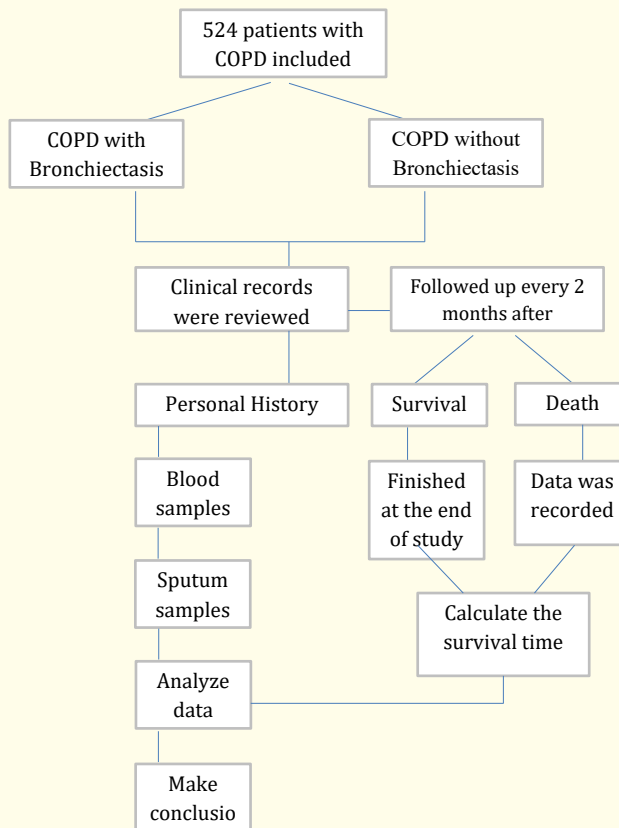 524 patients with
COPD included
COPD with
Bronchiectasis
COPD without
Bronchiectasis
Clinical records
were reviewed
Followed up every 2
months after
Personal History
Survival
Death
Blood
samples
Finished
at the end
of study
Data was
recorded
Sputum
samples
Calculate the
survival time
Analyze
data
Make
conclusio